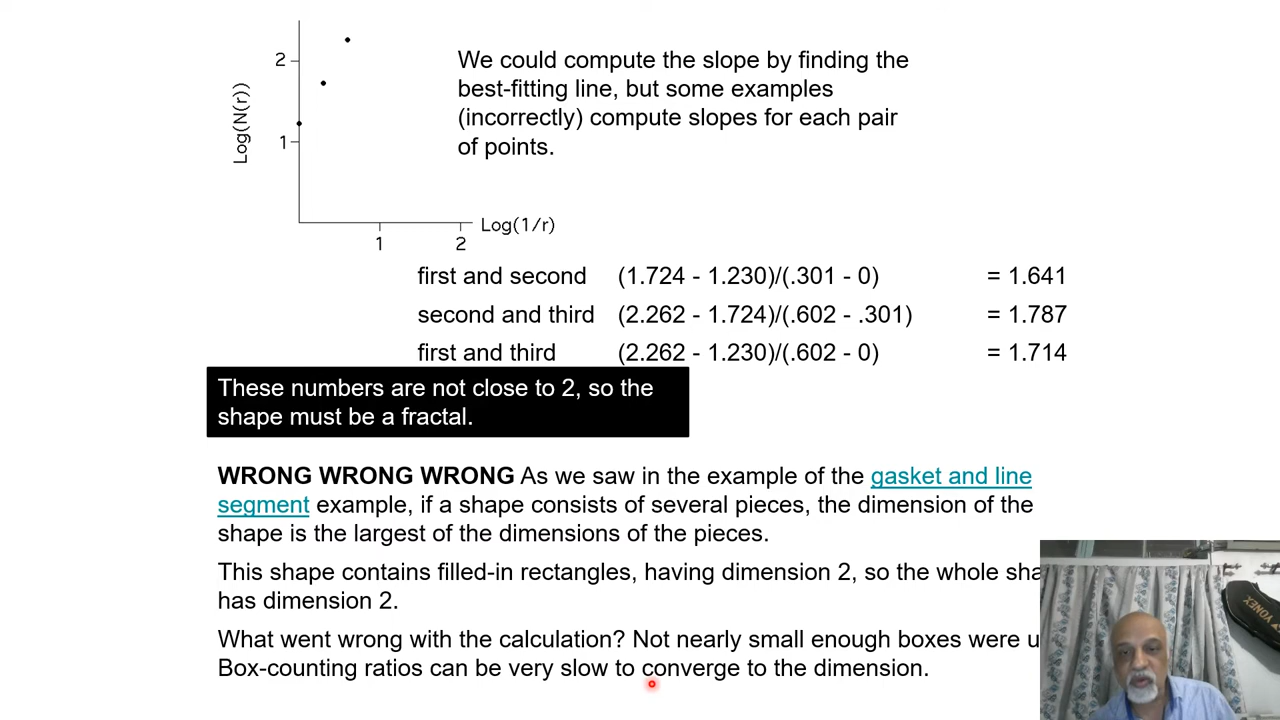 2
Log(N(r))
1
Log(1/r)
1 2
We could compute the slope by finding the
best-fitting line, but some examples
(incorrectly) compute slopes for each pair
of points.
first and second (1.724 - 1.230)/(.301 - 0) = 1.641
second and third (2.262 - 1.724)/(.602 - .301) = 1.787
first and third (2.262 - 1.230)/(.602 - 0) = 1.714
These numbers are not close to 2, so the
shape must be a fractal.
WRONG WRONG WRONG As we saw in the example of the gasket and line
segment example, if a shape consists of several pieces, the dimension of the
shape is the largest of the dimensions of the pieces.
This shape contains filled-in rectangles, having dimension 2, so the whole sha
has dimension 2.
What went wrong with the calculation? Not nearly small enough boxes were u
Box-counting ratios can be very slow to converge to the dimension.
YONEX